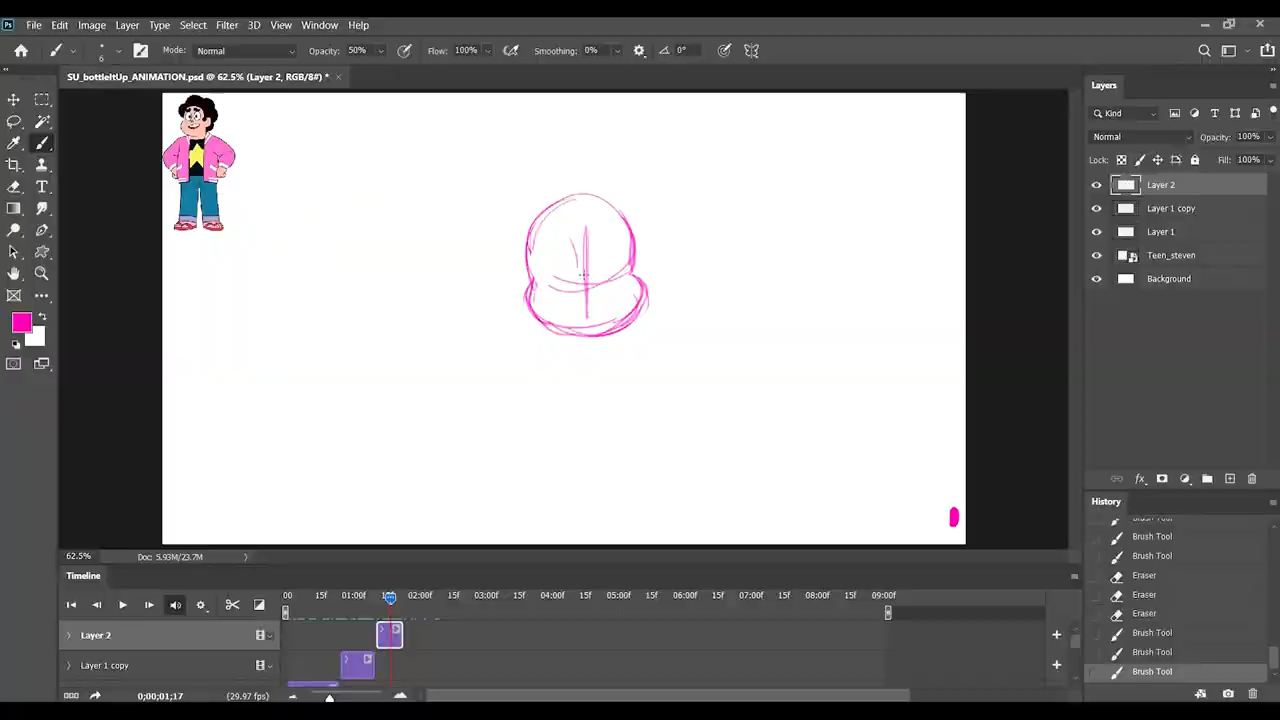 Ps File Edit Image Layer Type Select Filter 3D View Window Help
6 Mode: Normal Opacity: 50% Flow: 100% Smoothing: 0% 0°
SU_bottleItUp_ANIMATION.psd @ 62.5% (Layer 2, RGB/8#) * ×
Layers
Kind
Normal Opacity: 100%
Lock: Fill: 100%
Layer 2
Layer 1 copy
Layer 1
Teen_steven
Background
History
Brush Tool
Brush Tool
Brush Tool
Eraser
Eraser
Eraser
Brush Tool
Brush Tool
Brush Tool
62.5% Doc: 5.93M/23.7M
Timeline
00 15f 01:00f 15f 02:00f 15f 03:00f 15f 04:00f 15f 05:00f 15f 06:00f 15f 07:00f 15f 08:00f 15f 09:00f
Layer 2
Layer 1 copy
0;00;01;17 (29.97 fps)